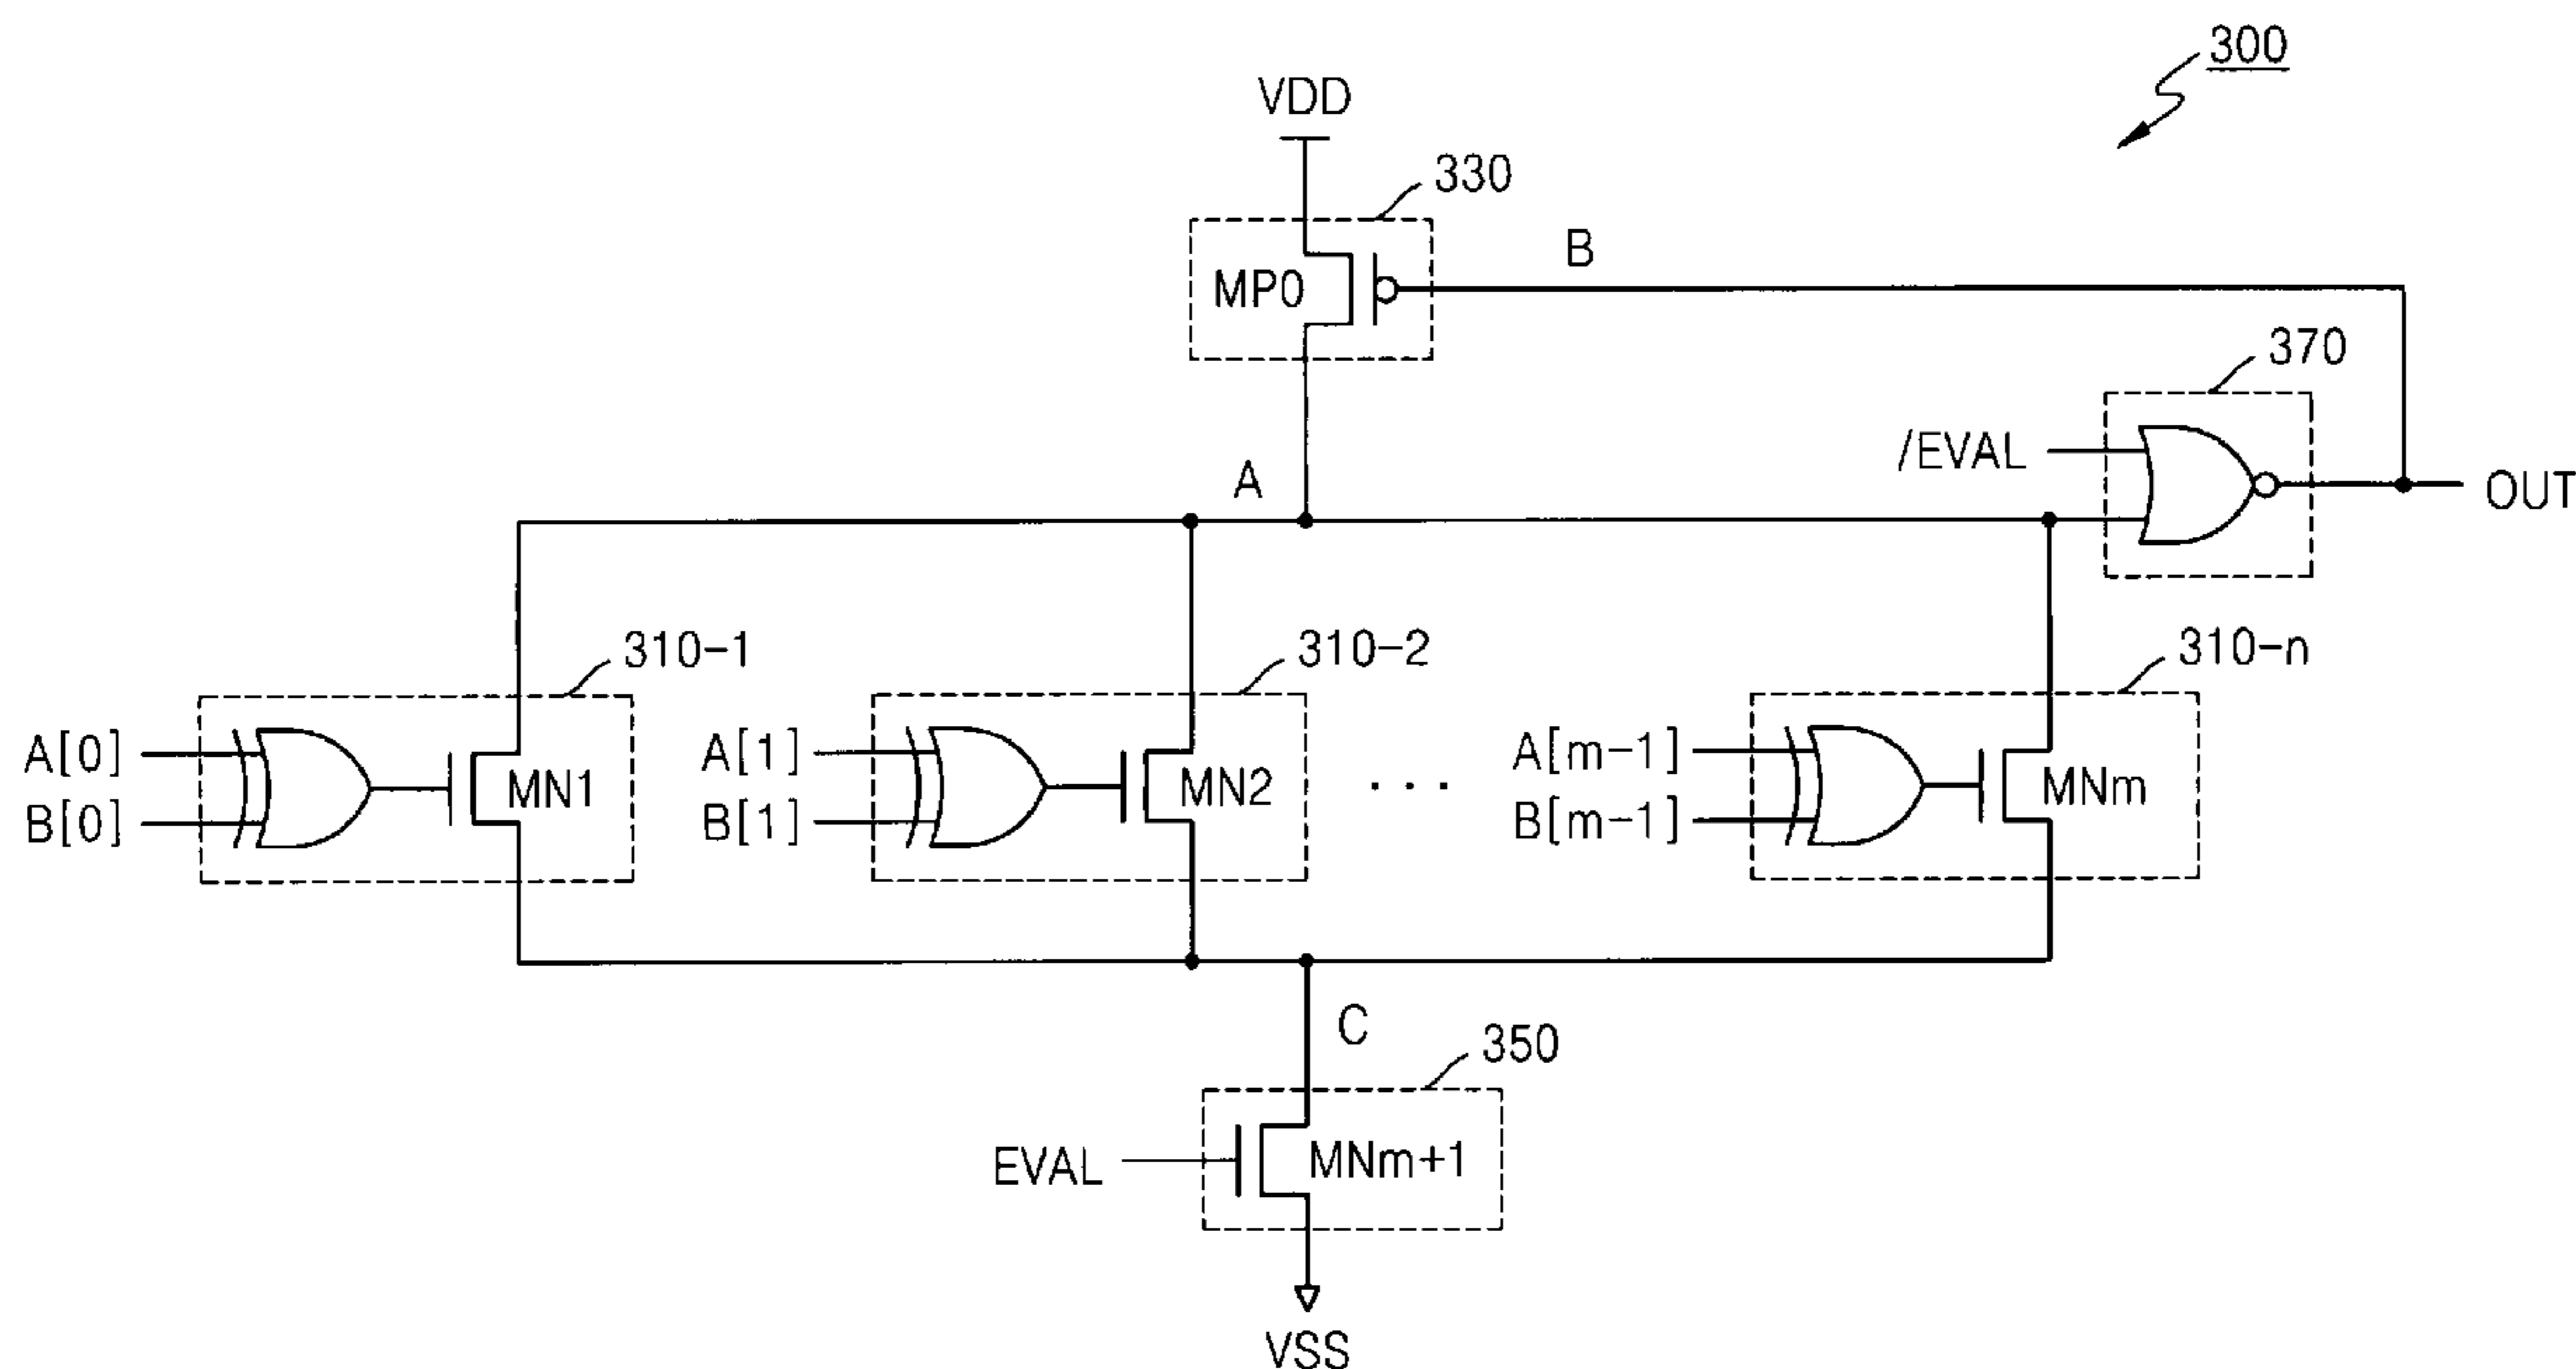 300
VDD
330
MP0
B
370
/EVAL
A
OUT
310-1
310-2
310-n
A[0]
B[0]
MN1
A[1]
B[1]
MN2
. . .
A[m-1]
B[m-1]
MNm
C
350
EVAL
MNm+1
VSS